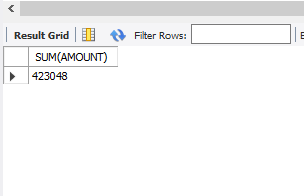 Result Grid Filter Rows:
SUM(AMOUNT)
423048